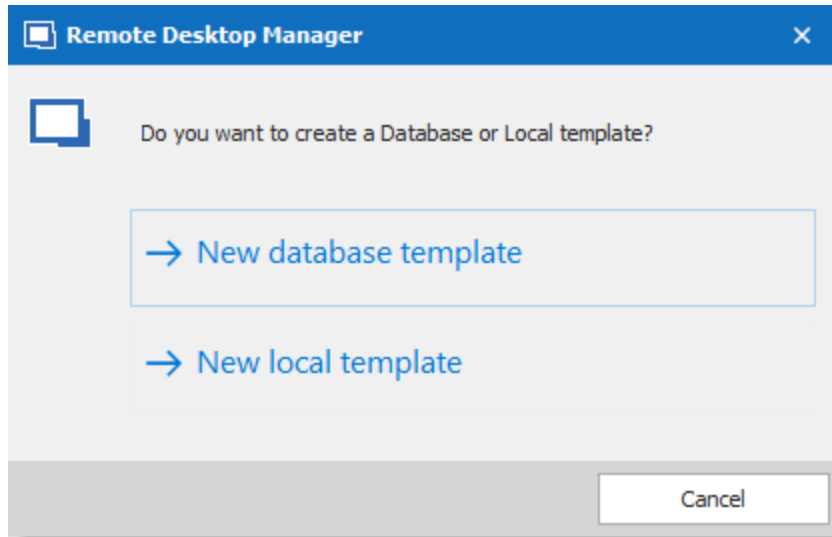 Remote Desktop Manager
Do you want to create a Database or Local template?
New database template
New local template
Cancel